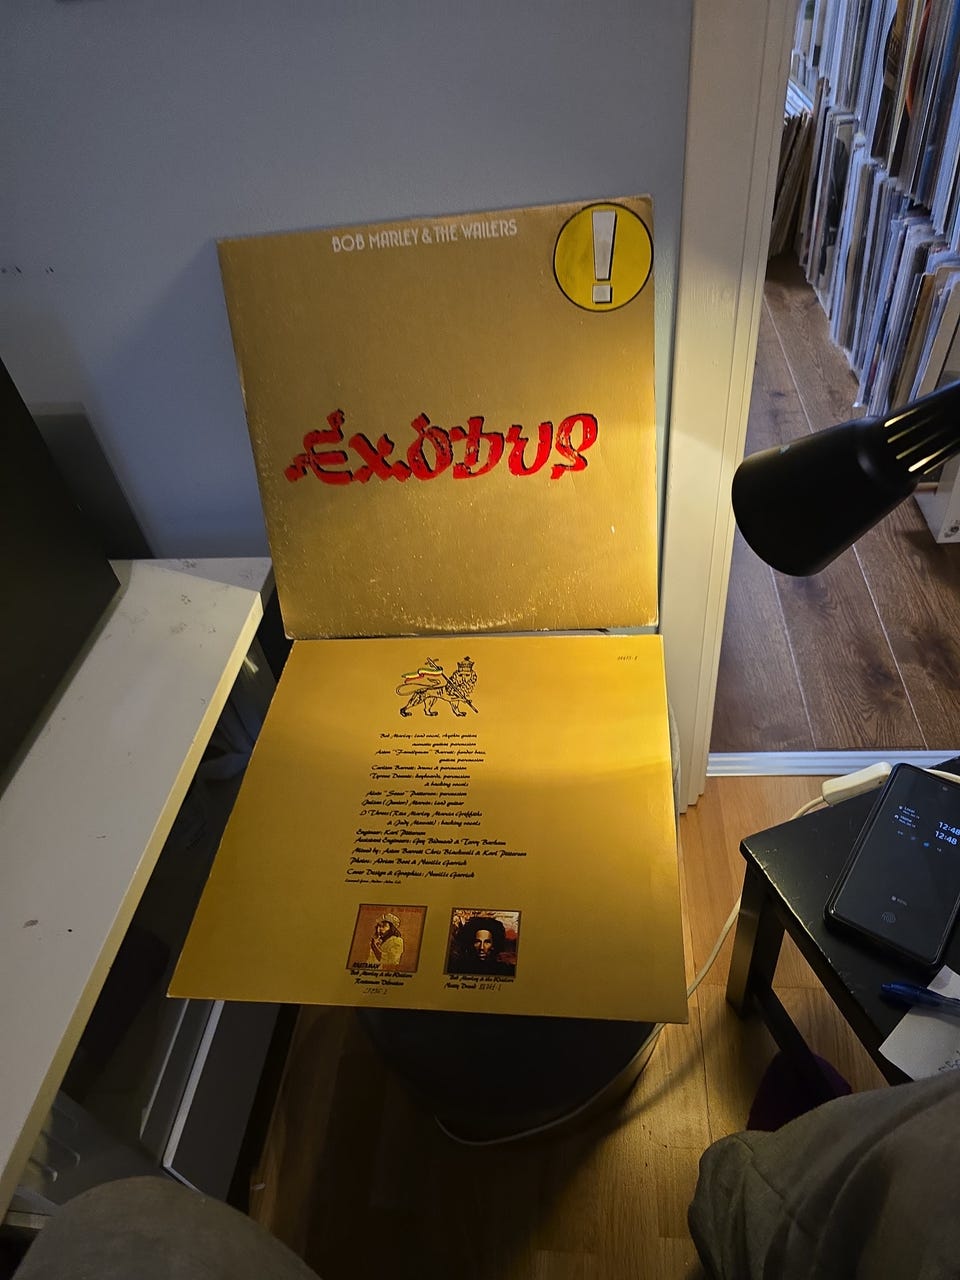 BOB MARLEY & THE WAILERS
!
EXODUS
Bob Marley: lead vocal, rhythm guitar
acoustic guitar percussion
Aston "Familyman" Barrett: fender bass,
guitar percussion
Carlton Barrett: drums & percussion
Tyrone Downie: keyboards, percussion
& backing vocals
Alvin "Seeco" Patterson: percussion
Julian (Junior) Marvin: lead guitar
I Threes (Rita Marley Marcia Griffiths
& Judy Mowatt): backing vocals
Engineer: Karl Pitterson
Assistant Engineers: Guy Bidmead & Terry Barham
Mixed by: Aston Barrett Chris Blackwell & Karl Pitterson
Photos: Adrian Boot & Neville Garrick
Cover Design & Graphics: Neville Garrick
RASTAMAN
Bob Marley & the Wailers
Rastaman Vibration
Bob Marley & the Wailers
Natty Dread
12:48
12:48